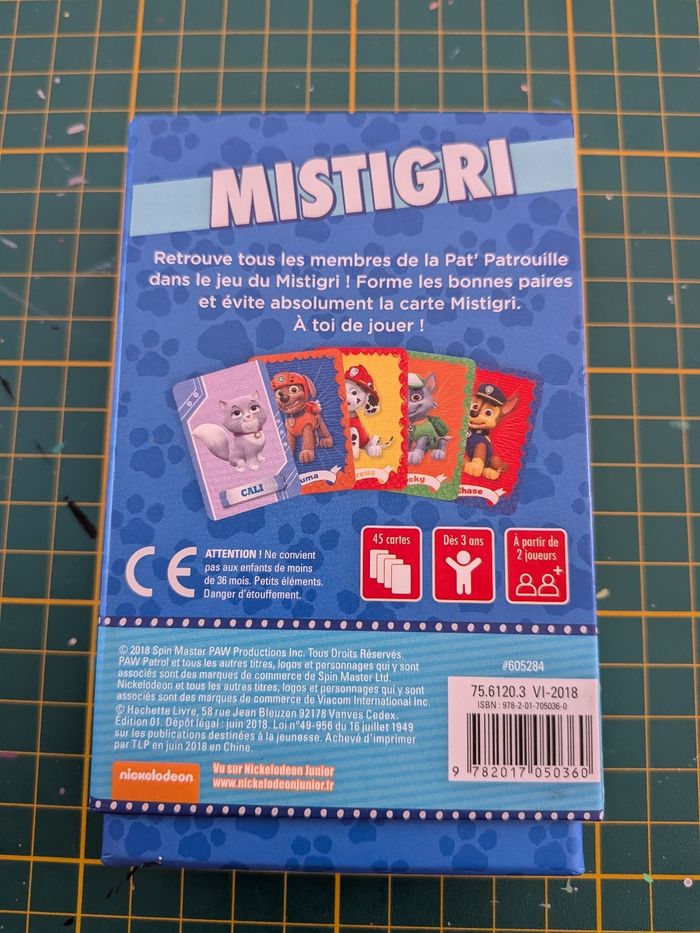 MISTIGRI
Retrouve tous les membres de la Pat' Patrouille
dans le jeu du Mistigri ! Forme les bonnes paires
et évite absolument la carte Mistigri.
À toi de jouer !
CALI
uma
ocky
Chase
CE
ATTENTION ! Ne convient
pas aux enfants de moins
de 36 mois. Petits éléments.
Danger d'étouffement.
45 cartes
Dès 3 ans
À partir de
2 joueurs
+
© 2018 Spin Master PAW Productions Inc. Tous Droits Réservés.
PAW Patrol et tous les autres titres, logos et personnages qui y sont
associés sont des marques de commerce de Spin Master Ltd.
Nickelodeon et tous les autres titres, logos et personnages qui y sont
associés sont des marques de commerce de Viacom International Inc.
© Hachette Livre, 58 rue Jean Bleuzen 92178 Vanves Cedex.
Édition 01. Dépôt légal : juin 2018. Loi n°49-956 du 16 juillet 1949
sur les publications destinées à la jeunesse. Achevé d'imprimer
par TLP en juin 2018 en Chine.
#605284
75.6120.3 VI-2018
ISBN : 978-2-01-705036-0
9 782017 050360
nickelodeon
Va sur Nickelodeon Junior
www.nickelodeonjunior.fr